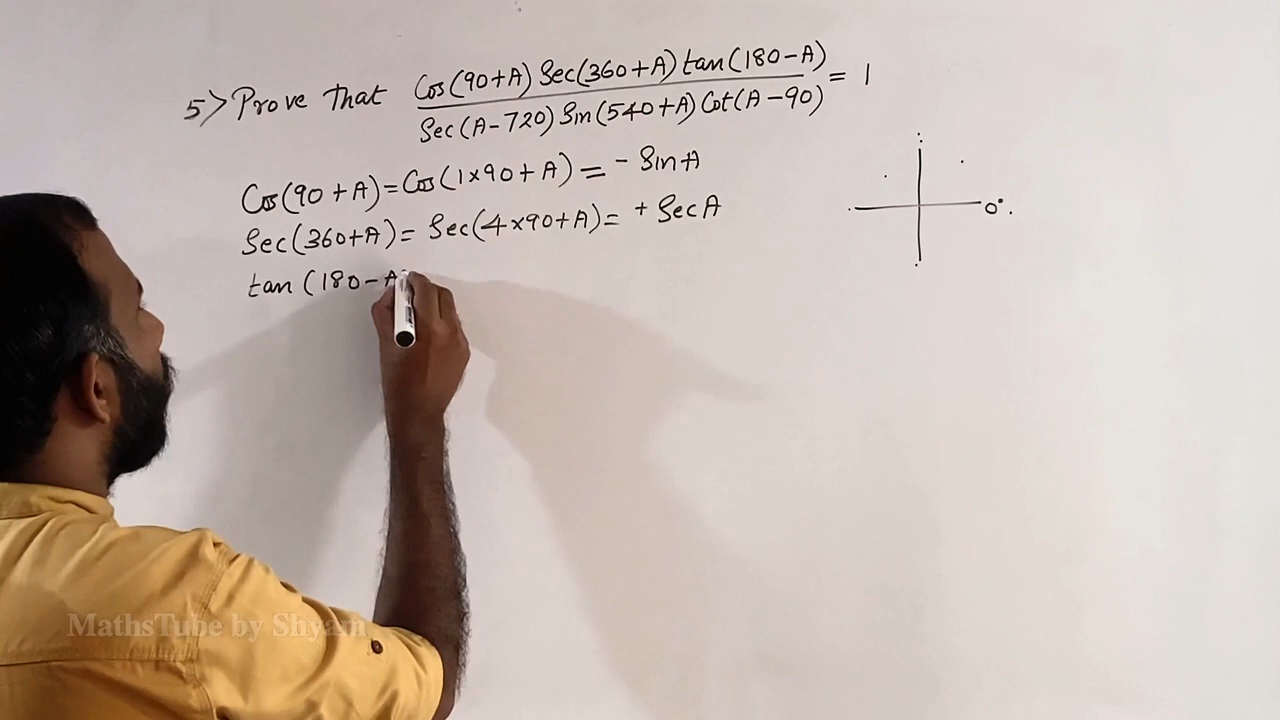 5> Prove That Cos(90+A) Sec(360+A) tan(180-A) / Sec(A-720) Sin(540+A) Cot(A-90) = 1
Cos(90+A)=Cos(1×90+A)= - SinA
Sec(360+A)= Sec(4×90+A)= + SecA
0°
tan (180-A
MathsTube by Shyam